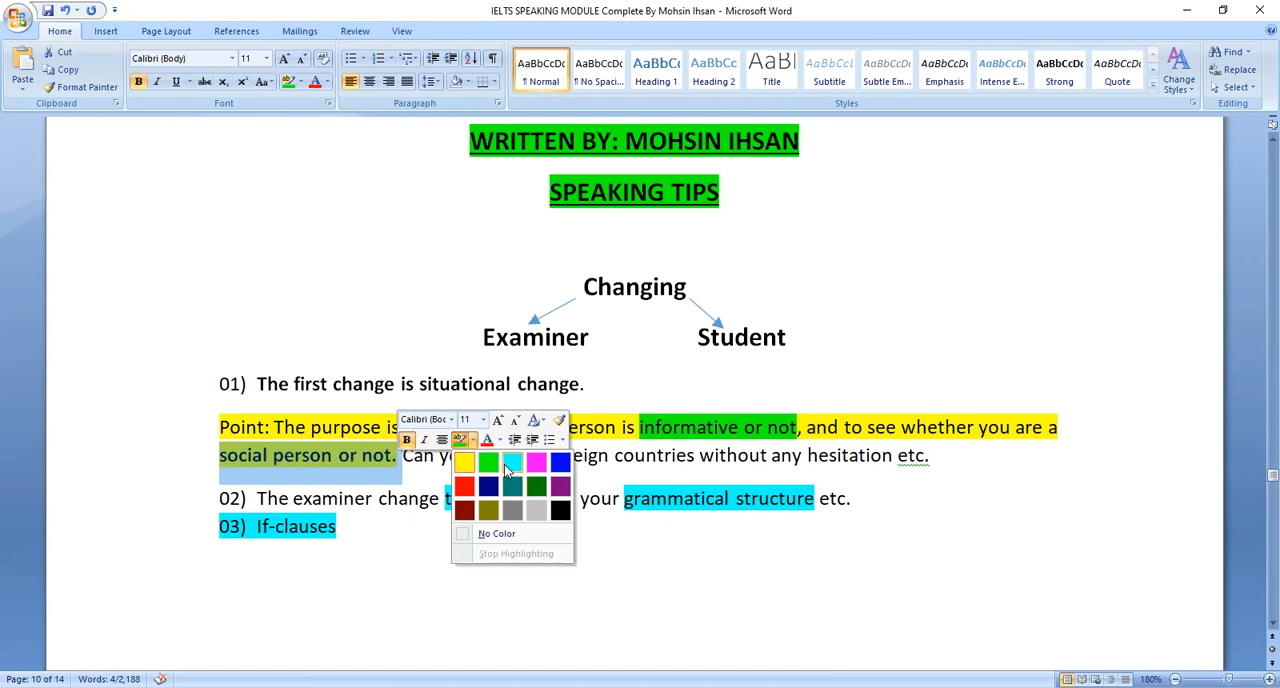 IELTS SPEAKING MODULE Complete By Mohsin Ihsan - Microsoft Word
Home Insert Page Layout References Mailings Review View
Paste
Cut
Copy
Format Painter
Clipboard
Calibri (Body) 11
Font
Paragraph
AaBbCcDc AaBbCcDc AaBbC( AaBbCc AaB( AaBbCcL AaBbCcDc AaBbCcDc AaBbCcDc AaBbCcDc AaBbCcDc
¶ Normal ¶ No Spaci... Heading 1 Heading 2 Title Subtitle Subtle Em... Emphasis Intense E... Strong Quote
Styles
Change Styles
Find
Replace
Select
Editing
WRITTEN BY: MOHSIN IHSAN
SPEAKING TIPS
Changing
Examiner Student
01) The first change is situational change.
Point: The purpose is erson is informative or not, and to see whether you are a
social person or not. Can y eign countries without any hesitation etc.
02) The examiner change t your grammatical structure etc.
03) If-clauses
Calibri (Boc 11
No Color
Stop Highlighting
Page: 10 of 14 Words: 4/2,188 180%